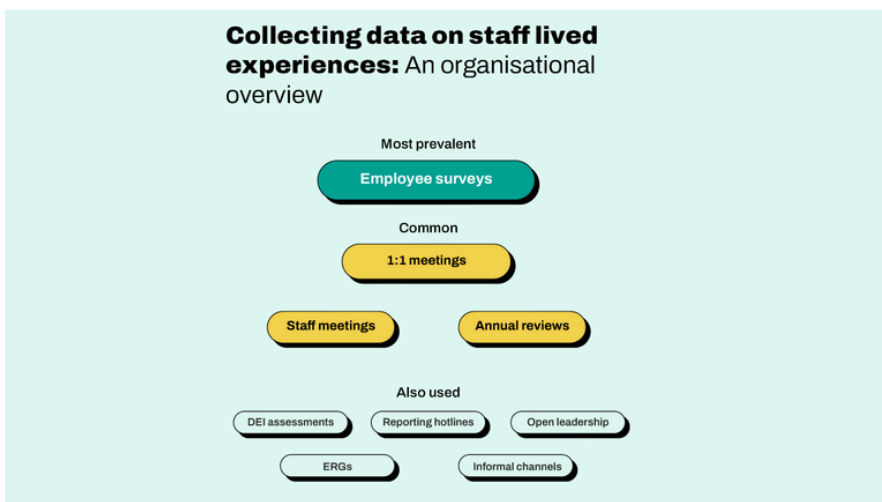 Collecting data on staff lived
experiences: An organisational
overview
Most prevalent
Employee surveys
Common
1:1 meetings
Staff meetings
Annual reviews
Also used
DEI assessments
Reporting hotlines
Open leadership
ERGs
Informal channels